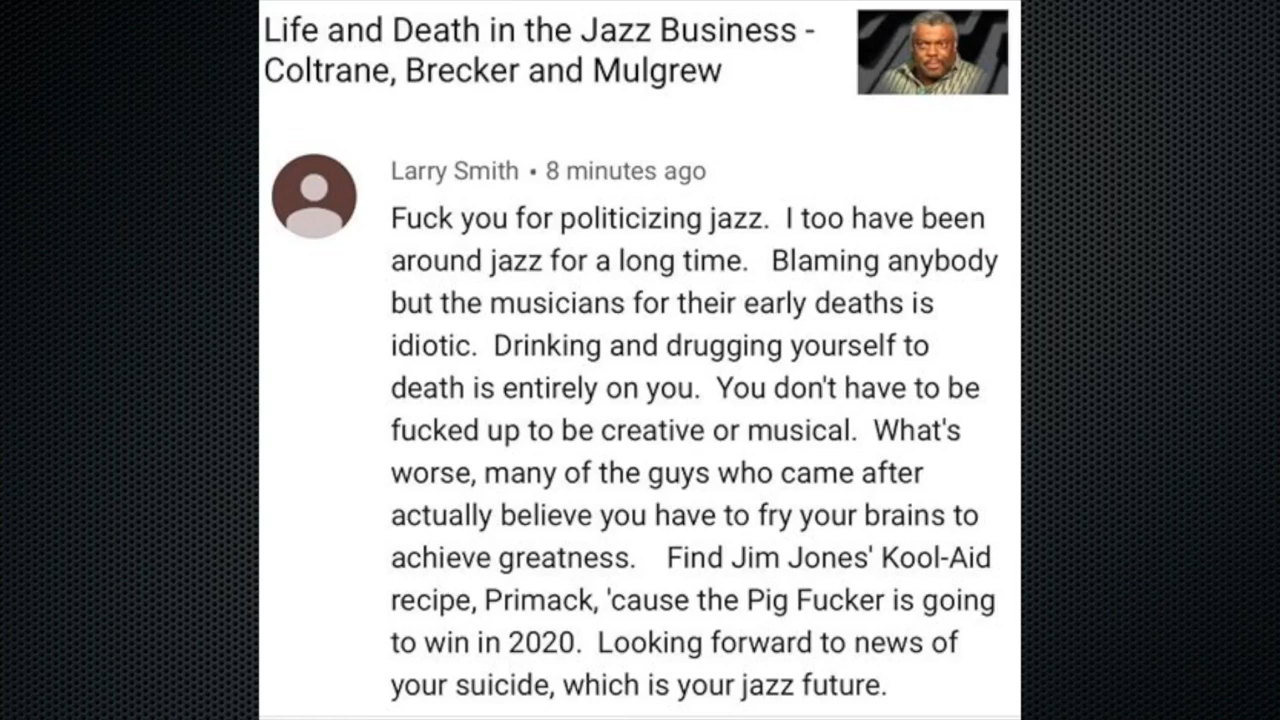 Life and Death in the Jazz Business -
Coltrane, Brecker and Mulgrew
Larry Smith • 8 minutes ago
Fuck you for politicizing jazz.  I too have been
around jazz for a long time.   Blaming anybody
but the musicians for their early deaths is
idiotic.  Drinking and drugging yourself to
death is entirely on you.  You don't have to be
fucked up to be creative or musical.  What's
worse, many of the guys who came after
actually believe you have to fry your brains to
achieve greatness.    Find Jim Jones' Kool-Aid
recipe, Primack, 'cause the Pig Fucker is going
to win in 2020.  Looking forward to news of
your suicide, which is your jazz future.